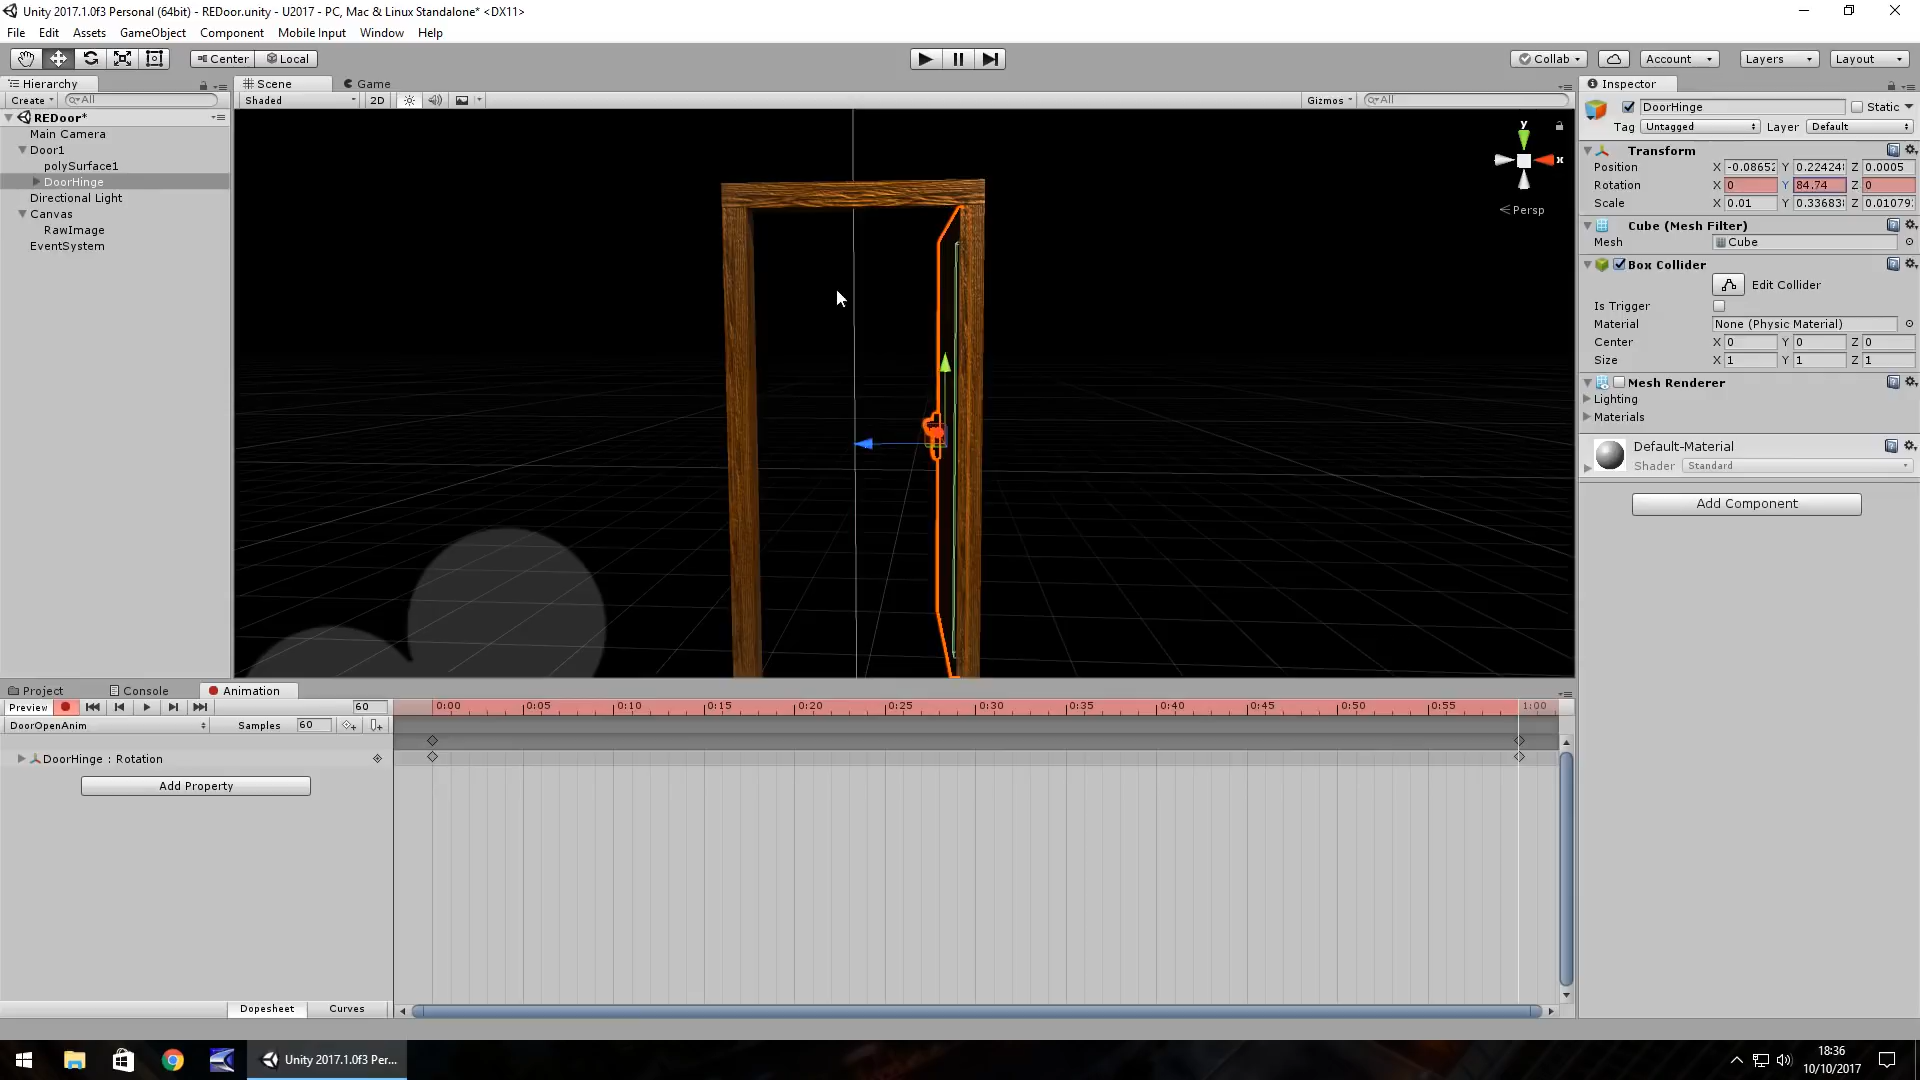 Unity 2017.1.0f3 Personal (64bit) - REDoor.unity - U2017 - PC, Mac & Linux Standalone* <DX11>
File Edit Assets GameObject Component Mobile Input Window Help
Center Local Collab Account Layers Layout
Hierarchy Scene Game Inspector
Create All Shaded 2D Gizmos All
DoorHinge Static
REDoor*
Tag Untagged Layer Default
Main Camera
Door1
polySurface1
DoorHinge
Directional Light
Canvas
RawImage
EventSystem
y
x
Persp
Transform
Position X -0.0865 Y 0.22424 Z 0.0005
Rotation X 0 Y 84.74 Z 0
Scale X 0.01 Y 0.33683 Z 0.01079
Cube (Mesh Filter)
Mesh Cube
Box Collider
Edit Collider
Is Trigger
Material None (Physic Material)
Center X 0 Y 0 Z 0
Size X 1 Y 1 Z 1
Mesh Renderer
Lighting
Materials
Default-Material
Shader Standard
Add Component
Project Console Animation
Preview 60 0:00 0:05 0:10 0:15 0:20 0:25 0:30 0:35 0:40 0:45 0:50 0:55 1:00
DoorOpenAnim Samples 60
DoorHinge : Rotation
Add Property
Dopesheet Curves
Unity 2017.1.0f3 Per...
18:36
10/10/2017